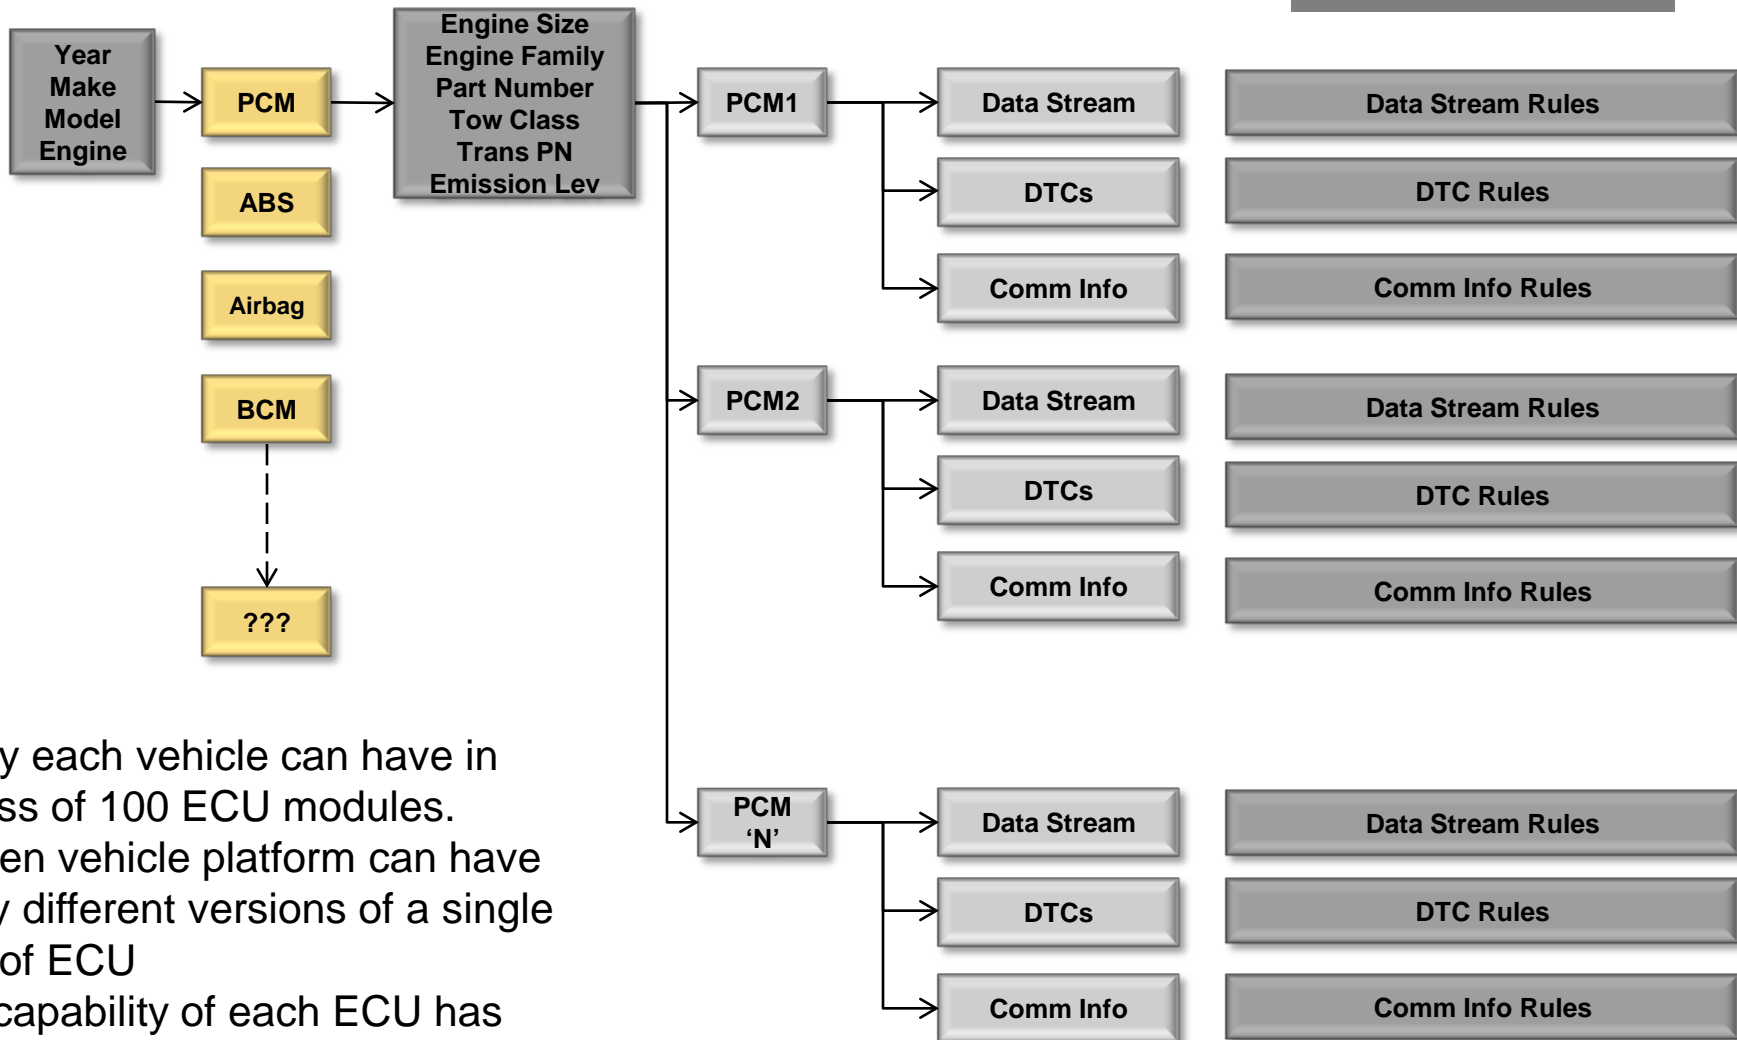 Year
Make
Model
Engine
PCM
ABS
Airbag
BCM
???
Engine Size
Engine Family
Part Number
Tow Class
Trans PN
Emission Lev
PCM1
Data Stream
Data Stream Rules
DTCs
DTC Rules
Comm Info
Comm Info Rules
PCM2
Data Stream
Data Stream Rules
DTCs
DTC Rules
Comm Info
Comm Info Rules
PCM
‘N’
Data Stream
Data Stream Rules
DTCs
DTC Rules
Comm Info
Comm Info Rules
y each vehicle can have in
ss of 100 ECU modules.
en vehicle platform can have
y different versions of a single
of ECU
capability of each ECU has